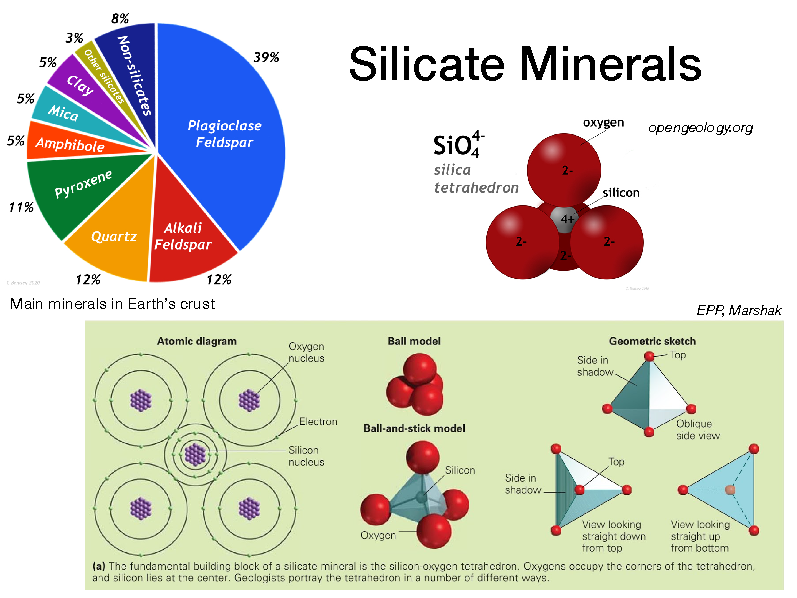 Silicate Minerals
8%
3%
5%
5%
5%
11%
12%
12%
39%
Non-silicates
Other silicates
Clay
Mica
Amphibole
Pyroxene
Quartz
Alkali
Feldspar
Plagioclase
Feldspar
Main minerals in Earth's crust
SiO4 4-
silica
tetrahedron
oxygen
silicon
2-
4+
2-
2-
2-
opengeology.org
EPP, Marshak
Atomic diagram
Oxygen
nucleus
Electron
Silicon
nucleus
Ball model
Ball-and-stick model
Silicon
Oxygen
Geometric sketch
Side in
shadow
Top
Oblique
side view
Side in
shadow
Top
View looking
straight down
from top
View looking
straight up
from bottom
(a) The fundamental building block of a silicate mineral is the silicon-oxygen tetrahedron. Oxygens occupy the corners of the tetrahedron,
and silicon lies at the center. Geologists portray the tetrahedron in a number of different ways.